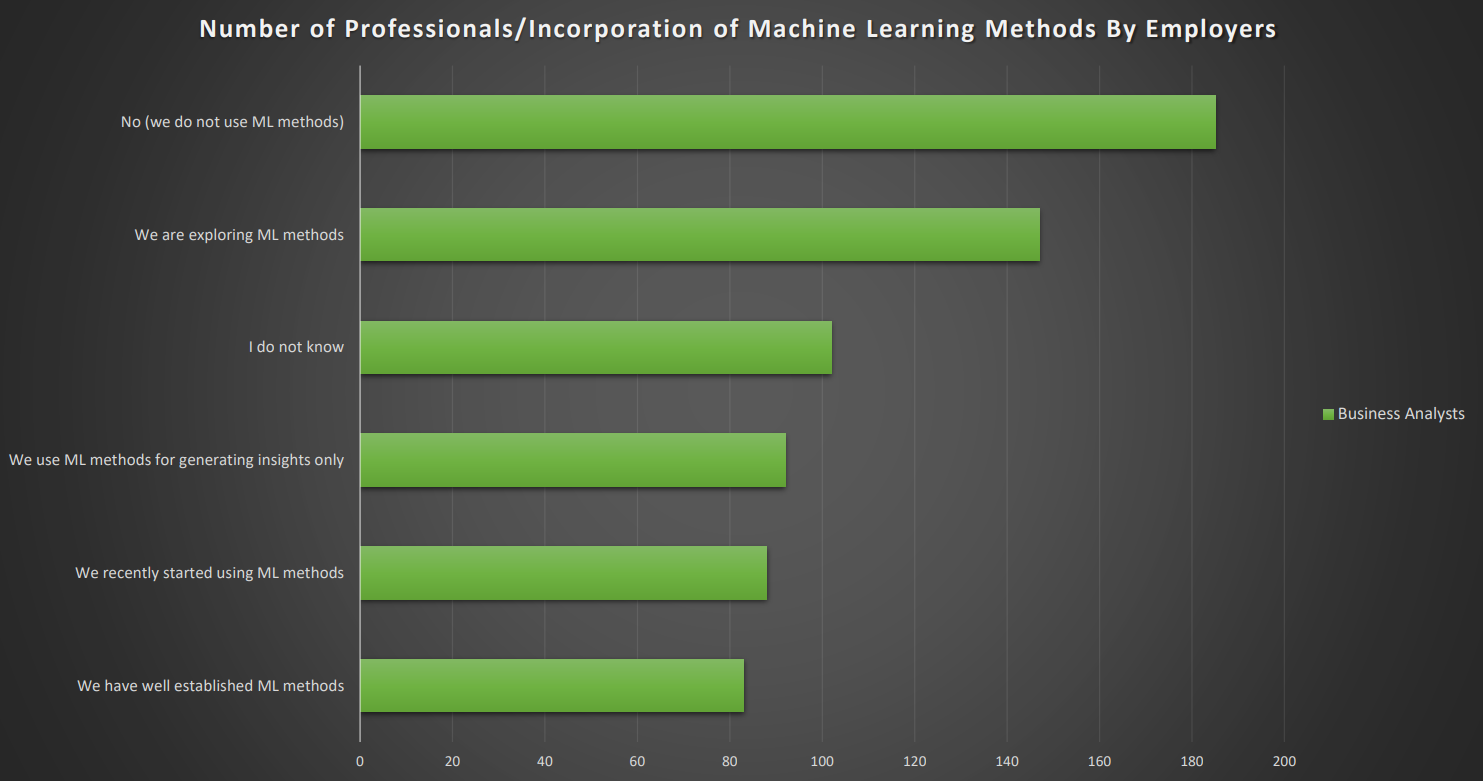 Number of Professionals/Incorporation of Machine Learning Methods By Employers
No (we do not use ML methods)
We are exploring ML methods
I do not know
We use ML methods for generating insights only
We recently started using ML methods
We have well established ML methods
0 20 40 60 80 100 120 140 160 180 200
Business Analysts